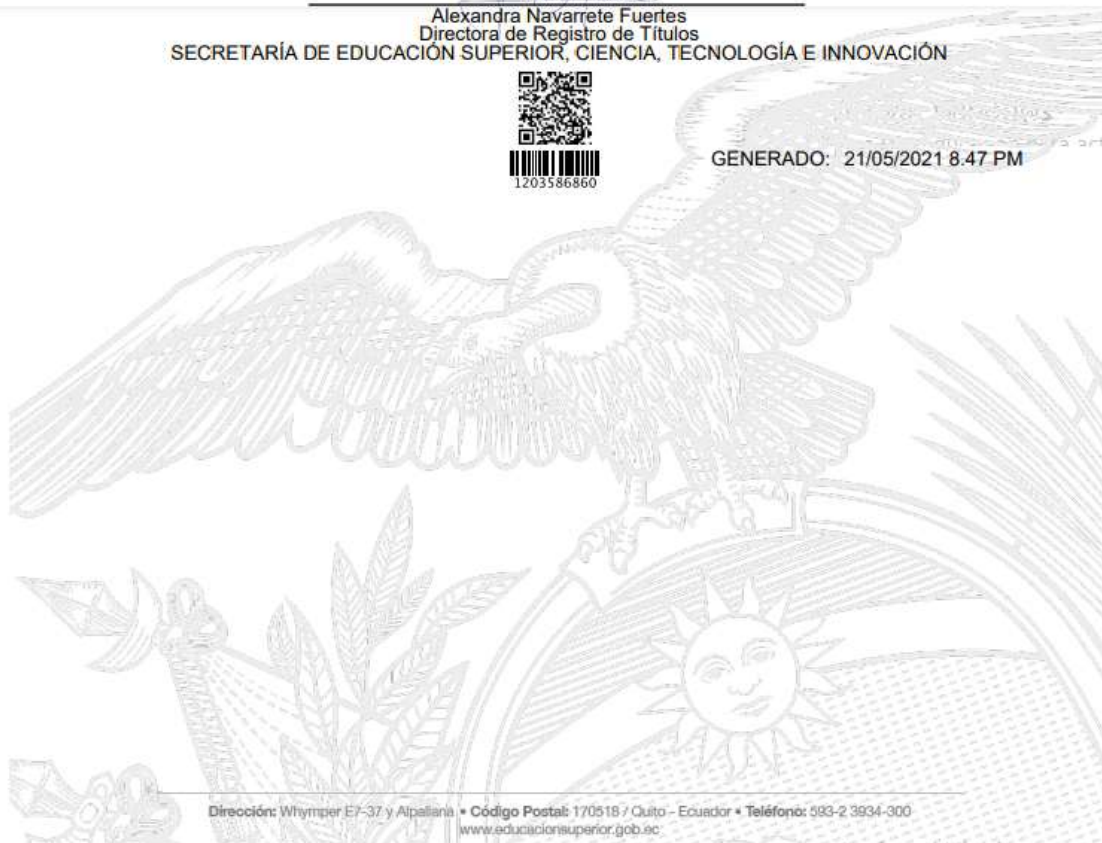 Alexandra Navarrete Fuertes
Directora de Registro de Títulos
SECRETARÍA DE EDUCACIÓN SUPERIOR, CIENCIA, TECNOLOGÍA E INNOVACIÓN
1203586860
GENERADO: 21/05/2021 8.47 PM
Dirección: Whymper E7-37 y Alpallana • Código Postal: 170518 / Quito – Ecuador • Teléfono: 593-2 3934-300
www.educacionsuperior.gob.ec